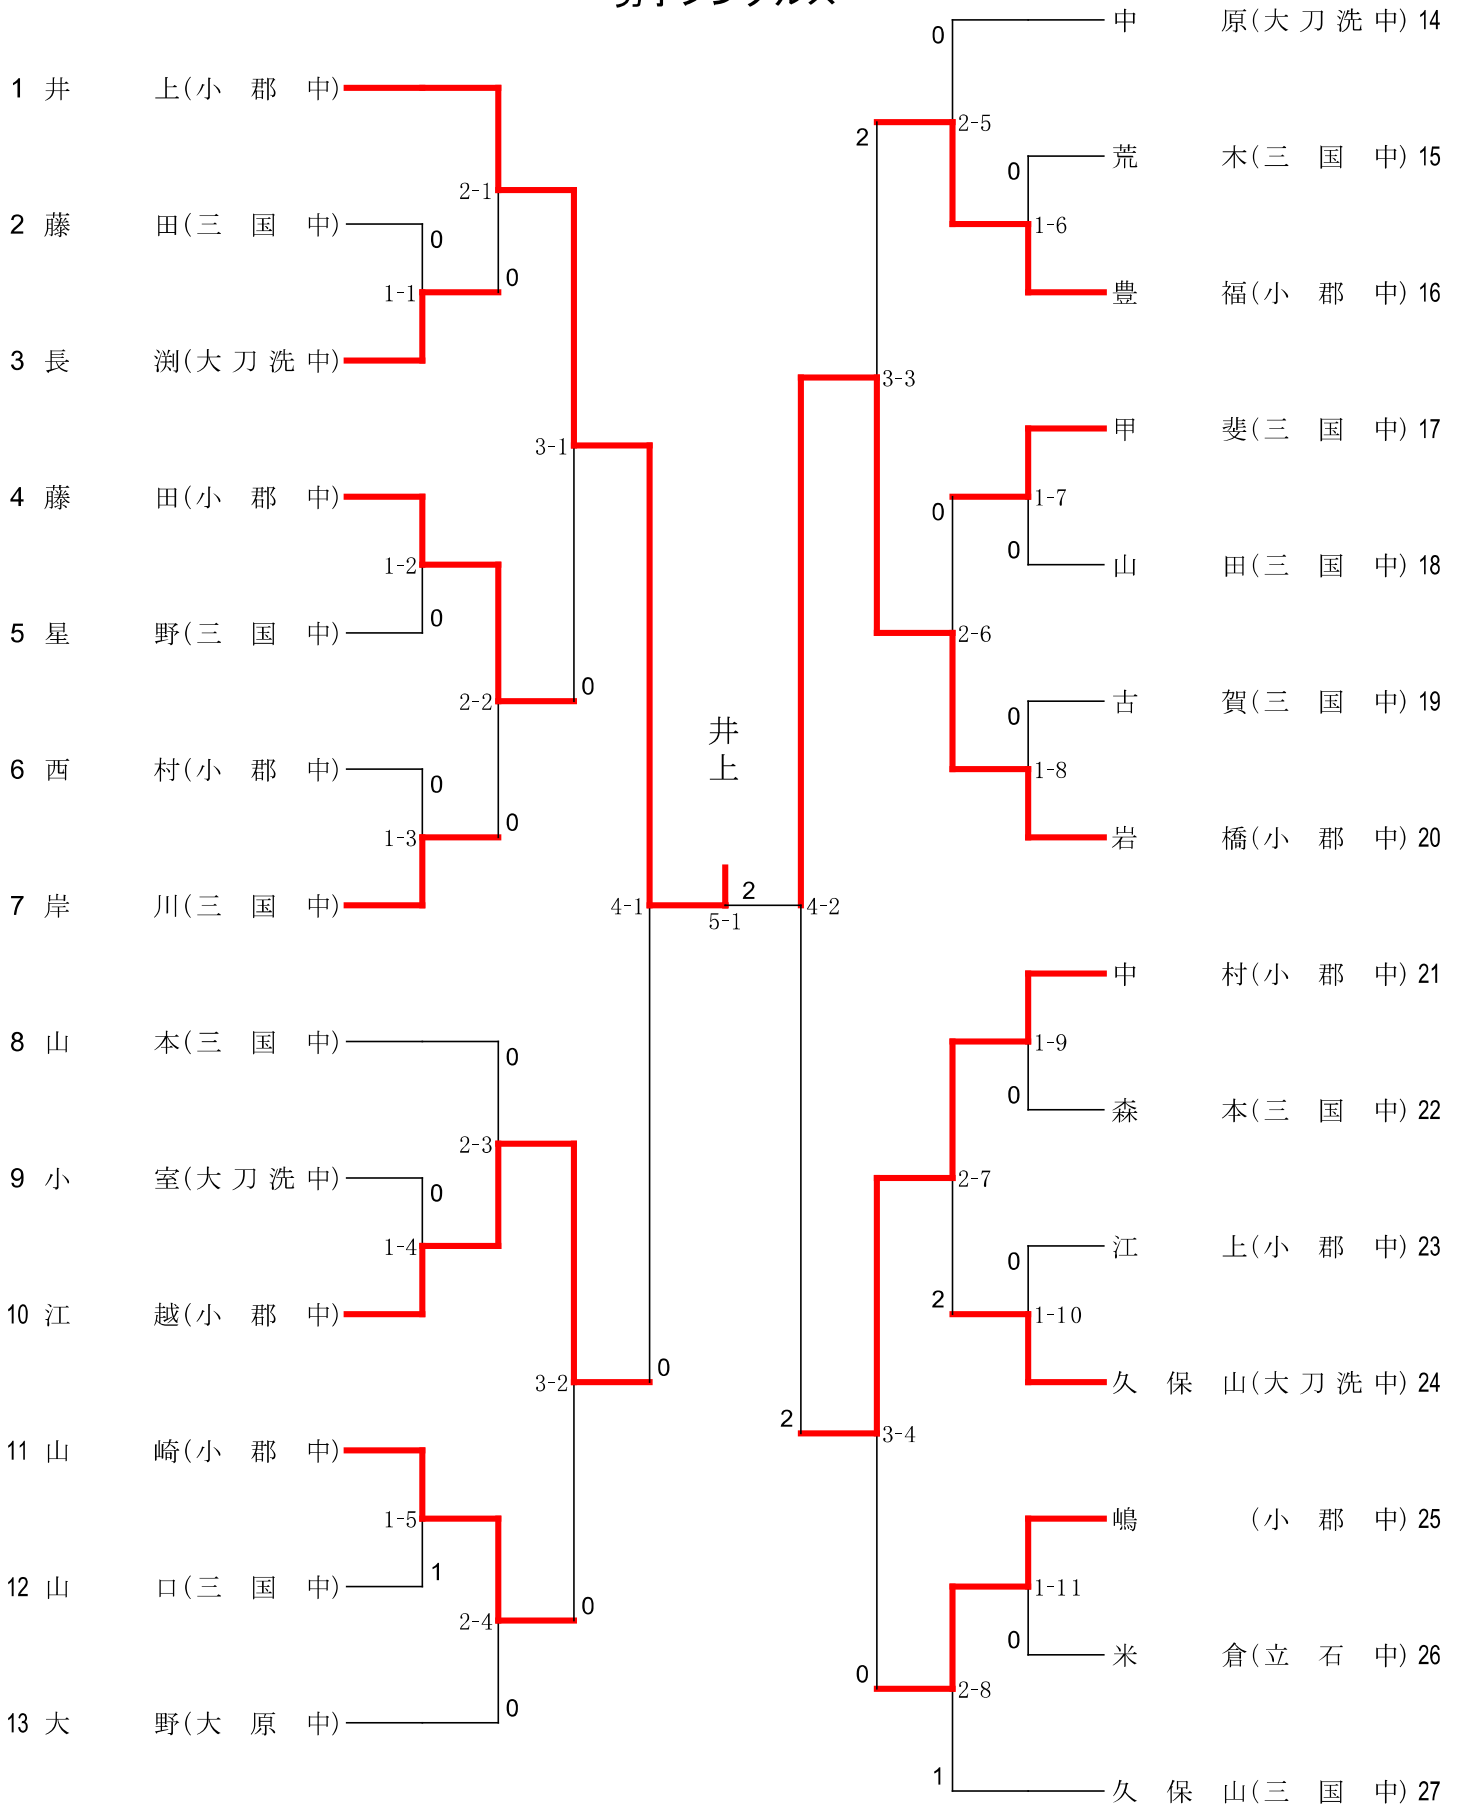 1 井 上(小 郡 中)
2-1
2 藤 田(三 国 中)
0
1-1
0
3 長 渕(大刀洗中)
3-1
4 藤 田(小 郡 中)
1-2
5 星 野(三 国 中)
0
2-2
0
6 西 村(小 郡 中)
0
1-3
0
7 岸 川(三 国 中)
4-1
8 山 本(三 国 中)
0
2-3
9 小 室(大刀洗中)
0
1-4
10 江 越(小 郡 中)
3-2
0
11 山 崎(小 郡 中)
1-5
12 山 口(三 国 中)
1
2-4
0
13 大 野(大 原 中)
0
井上
2
5-1
中 原(大刀洗中) 14
0
2-5
2
荒 木(三 国 中) 15
0
1-6
豊 福(小 郡 中) 16
3-3
甲 斐(三 国 中) 17
1-7
0
山 田(三 国 中) 18
0
2-6
古 賀(三 国 中) 19
0
1-8
岩 橋(小 郡 中) 20
4-2
中 村(小 郡 中) 21
1-9
森 本(三 国 中) 22
0
2-7
江 上(小 郡 中) 23
0
2
1-10
久 保 山(大刀洗中) 24
2
3-4
嶋 (小 郡 中) 25
1-11
米 倉(立 石 中) 26
0
0
2-8
1
久 保 山(三 国 中) 27